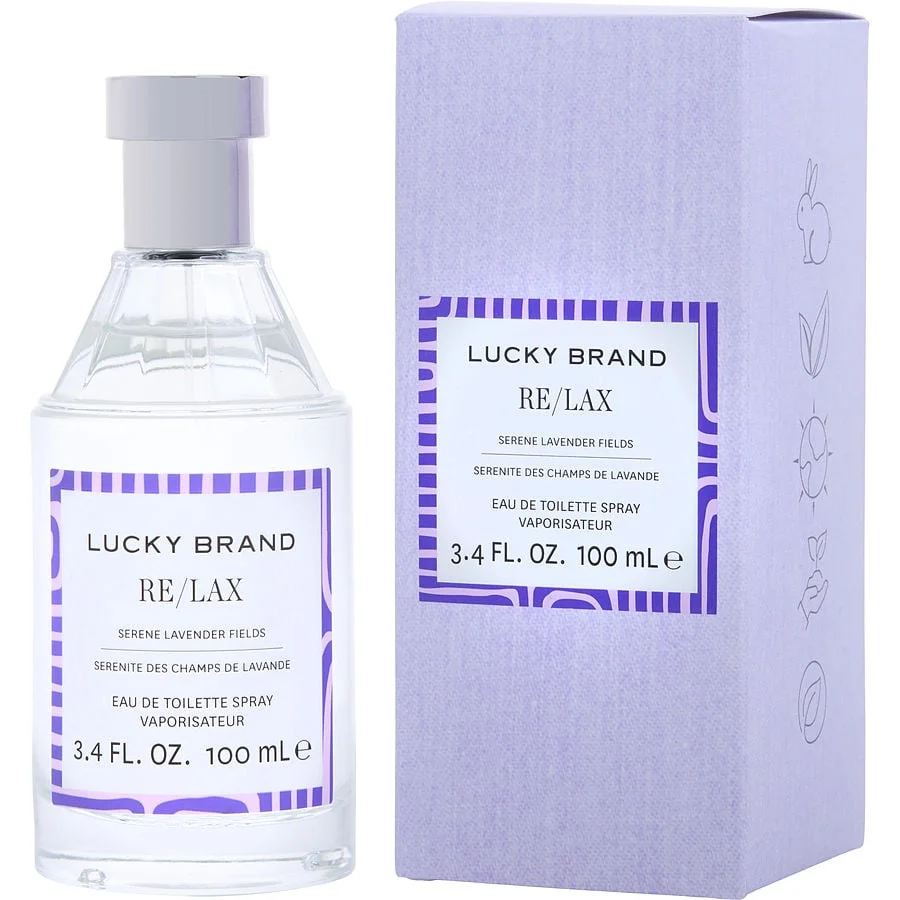 LUCKY BRAND
RE/LAX
SERENE LAVENDER FIELDS
SERENITE DES CHAMPS DE LAVANDE
EAU DE TOILETTE SPRAY
VAPORISATEUR
3.4 FL. OZ. 100 mL ℮
LUCKY BRAND
RE/LAX
SERENE LAVENDER FIELDS
SERENITE DES CHAMPS DE LAVANDE
EAU DE TOILETTE SPRAY
VAPORISATEUR
3.4 FL. OZ. 100 mL ℮